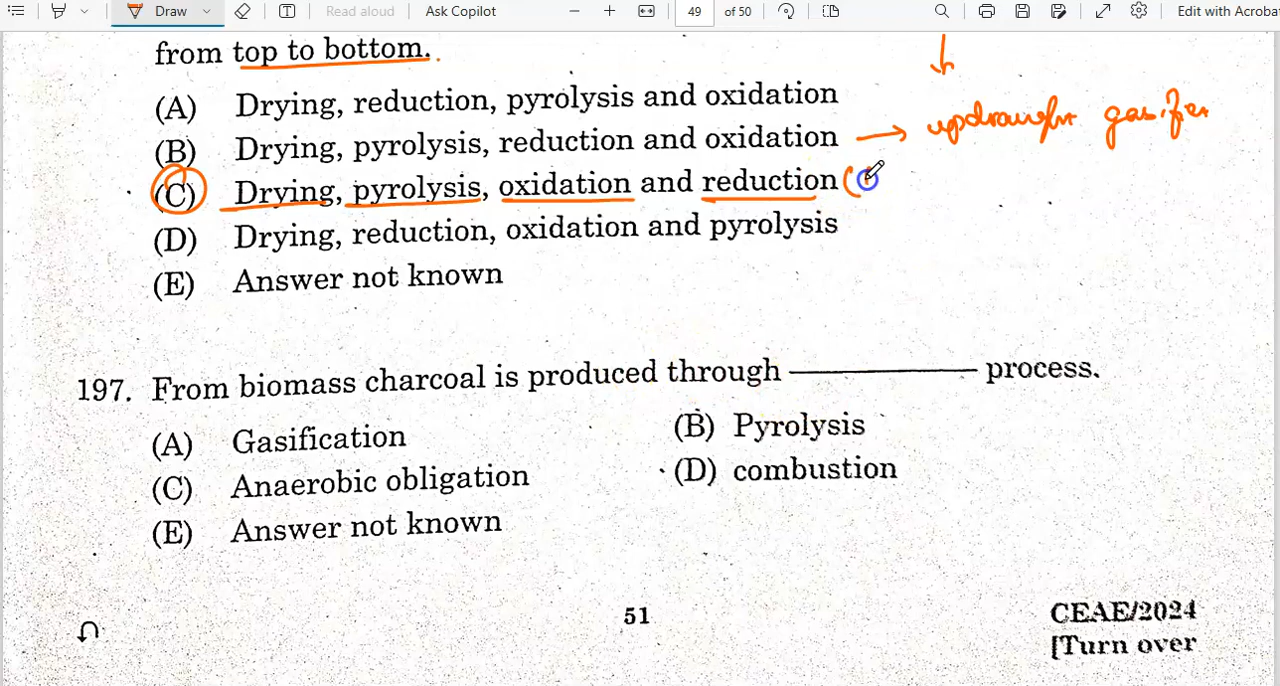 Draw Read aloud Ask Copilot 49 of 50 Edit with Acroba
from top to bottom.
(A) Drying, reduction, pyrolysis and oxidation
(B) Drying, pyrolysis, reduction and oxidation updraught gasifier
(C) Drying, pyrolysis, oxidation and reduction
(D) Drying, reduction, oxidation and pyrolysis
(E) Answer not known
197. From biomass charcoal is produced through ———— process.
(A) Gasification (B) Pyrolysis
(C) Anaerobic obligation (D) combustion
(E) Answer not known
51 CEAE/2024
[Turn over